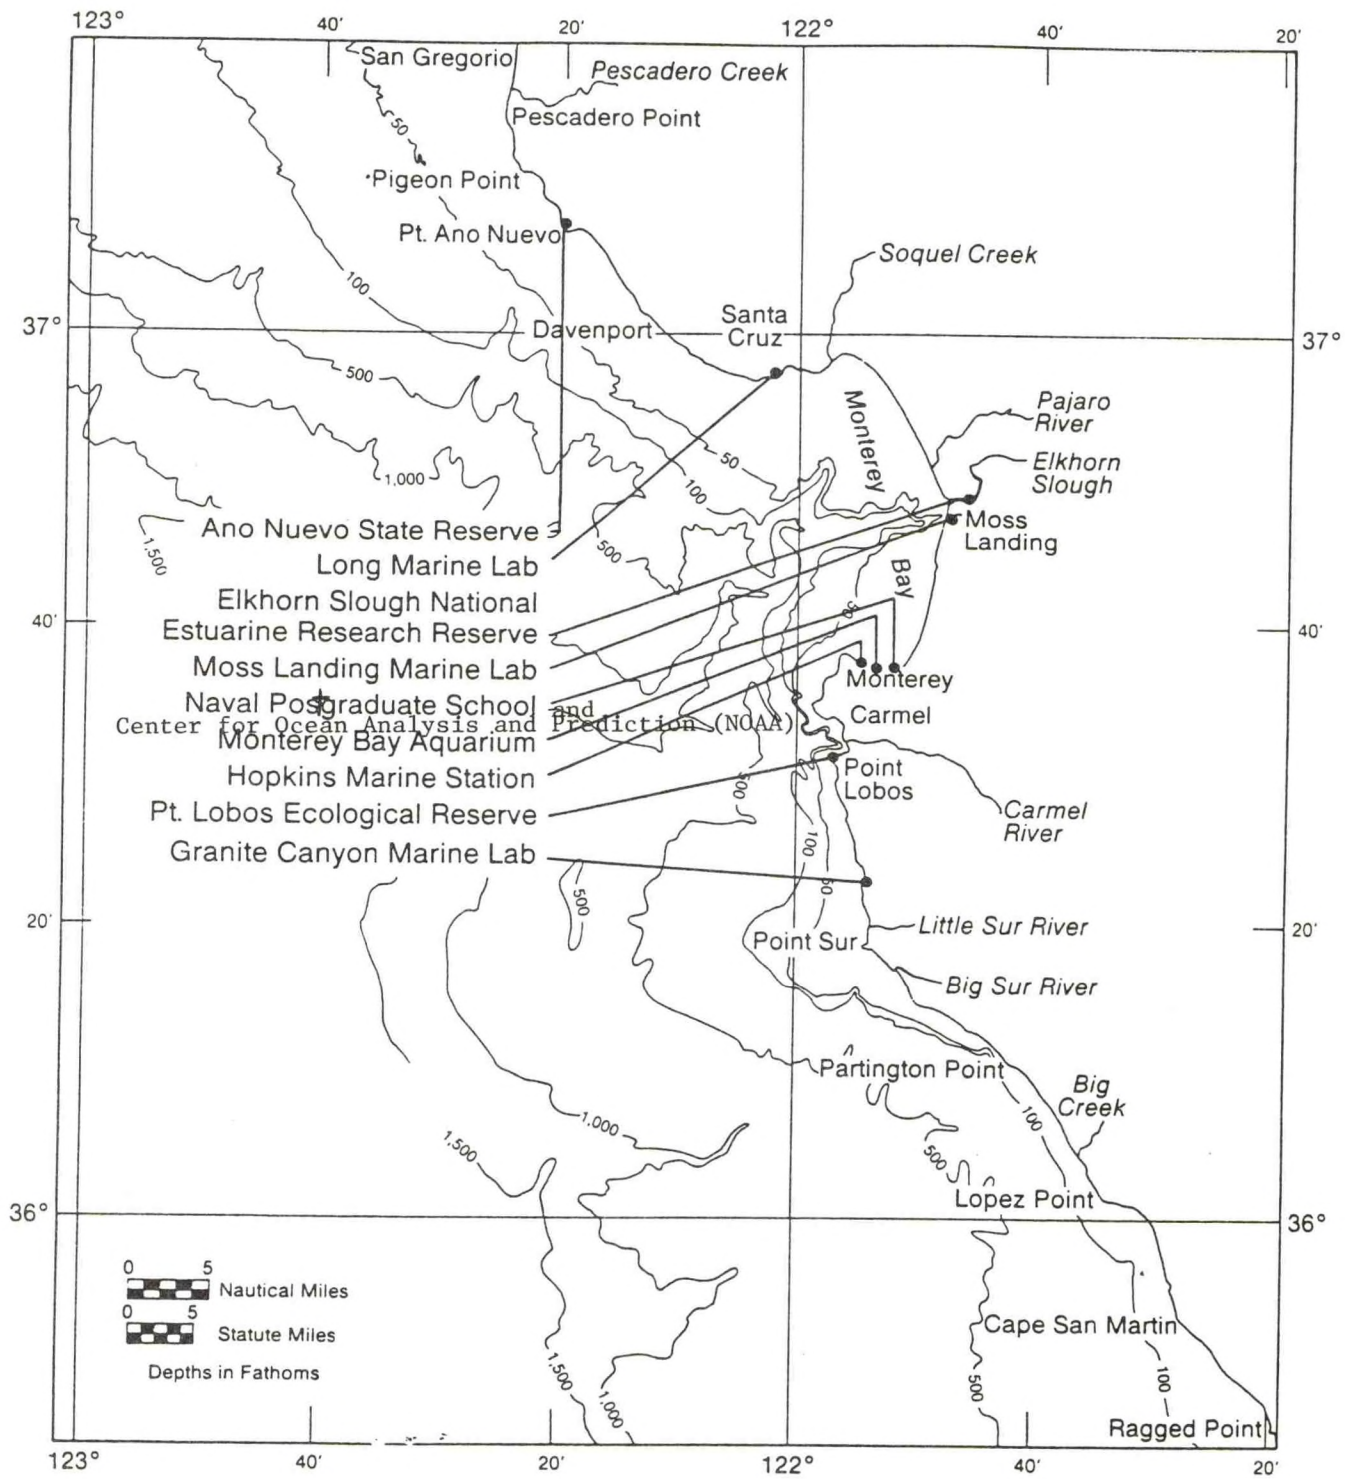 123° 40' 20' 122° 40' 20'
San Gregorio
Pescadero Creek
50
Pescadero Point
Pigeon Point
Pt. Ano Nuevo
Soquel Creek
100
37° Davenport Santa Cruz 37°
500
Monterey
Pajaro River
50
Elkhorn Slough
1,000
100
Moss Landing
1,500
500
Ano Nuevo State Reserve
Long Marine Lab
Bay
Elkhorn Slough National
Estuarine Research Reserve
40' 50 40'
Moss Landing Marine Lab
Monterey
Naval Postgraduate School and
Center for Ocean Analysis and Prediction (NOAA)
Carmel
Monterey Bay Aquarium
Hopkins Marine Station
Point Lobos
Pt. Lobos Ecological Reserve
Carmel River
100
Granite Canyon Marine Lab
500
50
20' Little Sur River 20'
Point Sur
Big Sur River
Partington Point
Big Creek
1,000
100
1,500
500
Lopez Point
36° 36°
0 5
Nautical Miles
0 5
Statute Miles
Cape San Martin
Depths in Fathoms
1,500
1,000
500
100
Ragged Point
123° 40' 20' 122° 40' 20'